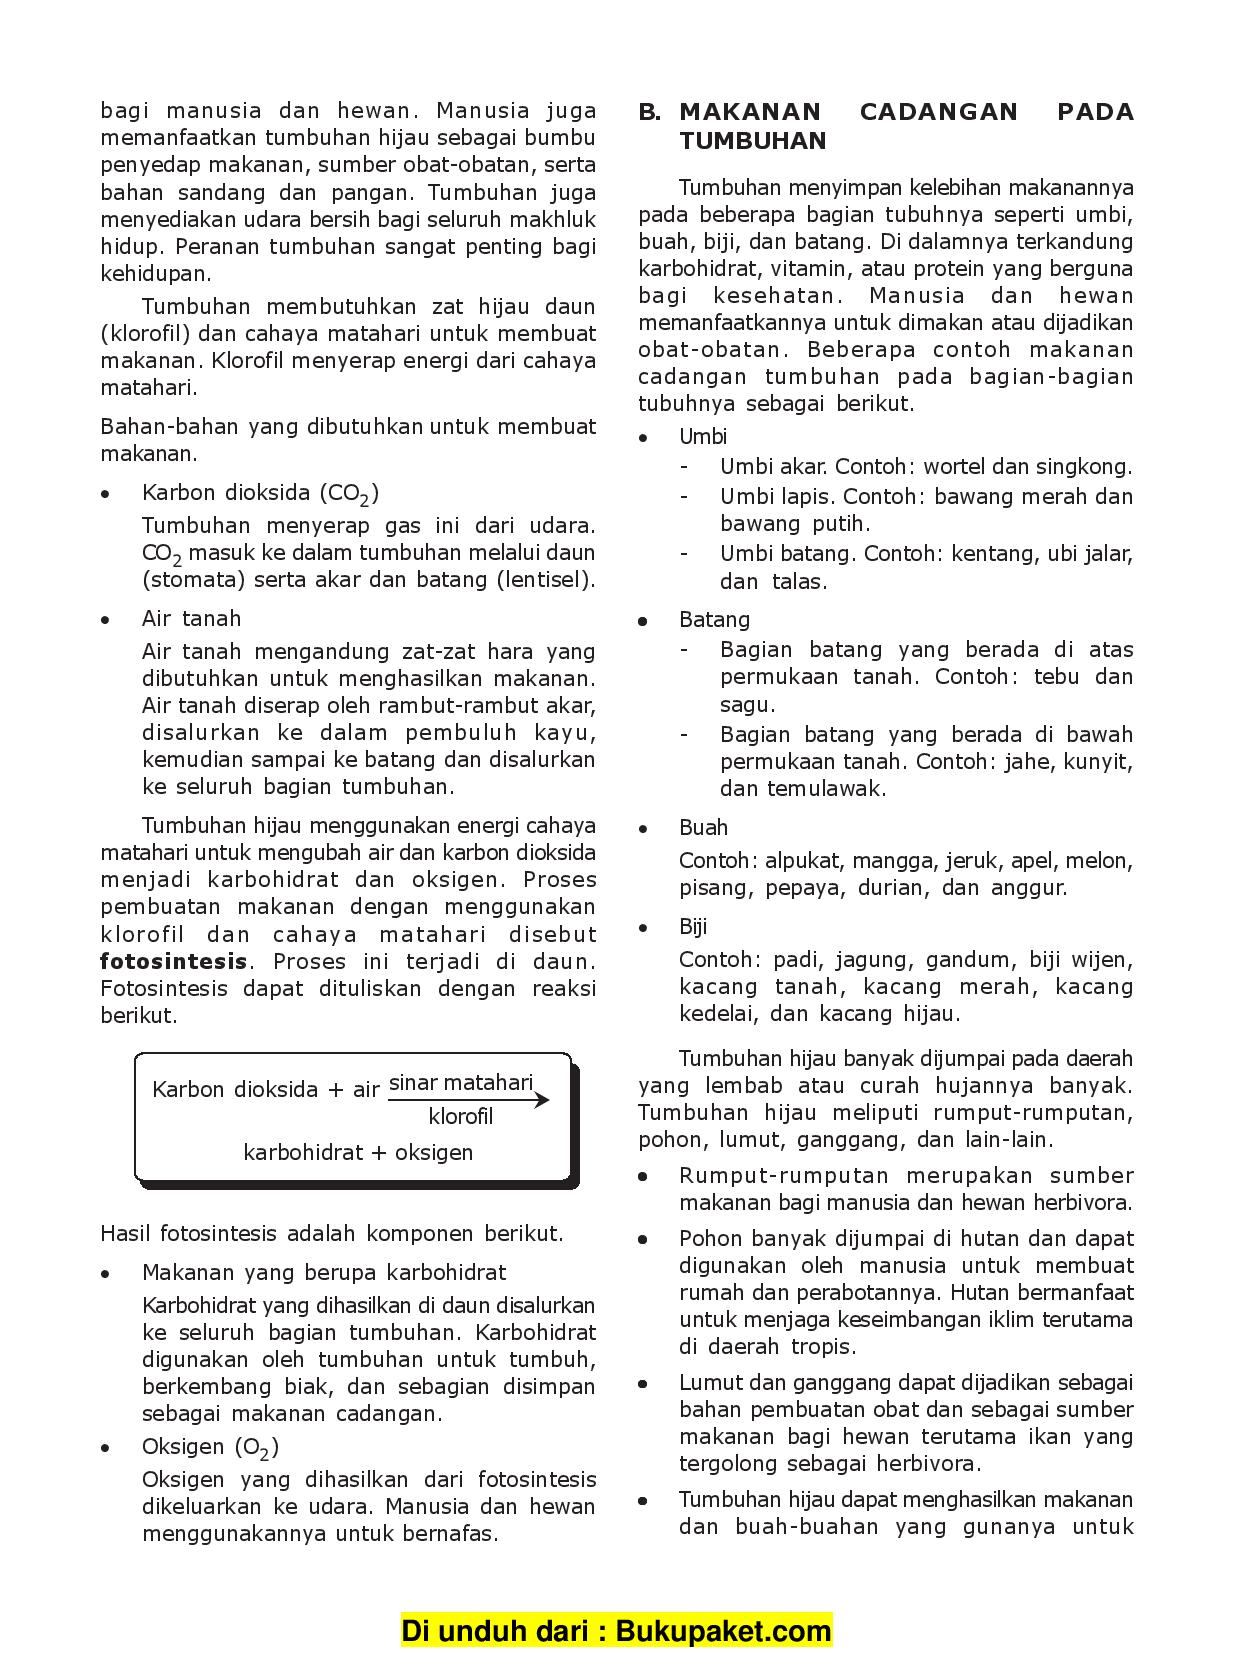 bagi manusia dan hewan. Manusia juga
memanfaatkan tumbuhan hijau sebagai bumbu
penyedap makanan, sumber obat-obatan, serta
bahan sandang dan pangan. Tumbuhan juga
menyediakan udara bersih bagi seluruh makhluk
hidup. Peranan tumbuhan sangat penting bagi
kehidupan.
Tumbuhan membutuhkan zat hijau daun
(klorofil) dan cahaya matahari untuk membuat
makanan. Klorofil menyerap energi dari cahaya
matahari.
Bahan-bahan yang dibutuhkan untuk membuat
makanan.
• Karbon dioksida (CO₂)
Tumbuhan menyerap gas ini dari udara.
CO₂ masuk ke dalam tumbuhan melalui daun
(stomata) serta akar dan batang (lentisel).
• Air tanah
Air tanah mengandung zat-zat hara yang
dibutuhkan untuk menghasilkan makanan.
Air tanah diserap oleh rambut-rambut akar,
disalurkan ke dalam pembuluh kayu,
kemudian sampai ke batang dan disalurkan
ke seluruh bagian tumbuhan.
Tumbuhan hijau menggunakan energi cahaya
matahari untuk mengubah air dan karbon dioksida
menjadi karbohidrat dan oksigen. Proses
pembuatan makanan dengan menggunakan
klorofil dan cahaya matahari disebut
fotosintesis. Proses ini terjadi di daun.
Fotosintesis dapat dituliskan dengan reaksi
berikut.
Karbon dioksida + air sinar matahari
klorofil
karbohidrat + oksigen
Hasil fotosintesis adalah komponen berikut.
• Makanan yang berupa karbohidrat
Karbohidrat yang dihasilkan di daun disalurkan
ke seluruh bagian tumbuhan. Karbohidrat
digunakan oleh tumbuhan untuk tumbuh,
berkembang biak, dan sebagian disimpan
sebagai makanan cadangan.
• Oksigen (O₂)
Oksigen yang dihasilkan dari fotosintesis
dikeluarkan ke udara. Manusia dan hewan
menggunakannya untuk bernafas.
B. MAKANAN CADANGAN PADA
TUMBUHAN
Tumbuhan menyimpan kelebihan makanannya
pada beberapa bagian tubuhnya seperti umbi,
buah, biji, dan batang. Di dalamnya terkandung
karbohidrat, vitamin, atau protein yang berguna
bagi kesehatan. Manusia dan hewan
memanfaatkannya untuk dimakan atau dijadikan
obat-obatan. Beberapa contoh makanan
cadangan tumbuhan pada bagian-bagian
tubuhnya sebagai berikut.
• Umbi
- Umbi akar. Contoh: wortel dan singkong.
- Umbi lapis. Contoh: bawang merah dan
bawang putih.
- Umbi batang. Contoh: kentang, ubi jalar,
dan talas.
• Batang
- Bagian batang yang berada di atas
permukaan tanah. Contoh: tebu dan
sagu.
- Bagian batang yang berada di bawah
permukaan tanah. Contoh: jahe, kunyit,
dan temulawak.
• Buah
Contoh: alpukat, mangga, jeruk, apel, melon,
pisang, pepaya, durian, dan anggur.
• Biji
Contoh: padi, jagung, gandum, biji wijen,
kacang tanah, kacang merah, kacang
kedelai, dan kacang hijau.
Tumbuhan hijau banyak dijumpai pada daerah
yang lembab atau curah hujannya banyak.
Tumbuhan hijau meliputi rumput-rumputan,
pohon, lumut, ganggang, dan lain-lain.
• Rumput-rumputan merupakan sumber
makanan bagi manusia dan hewan herbivora.
• Pohon banyak dijumpai di hutan dan dapat
digunakan oleh manusia untuk membuat
rumah dan perabotannya. Hutan bermanfaat
untuk menjaga keseimbangan iklim terutama
di daerah tropis.
• Lumut dan ganggang dapat dijadikan sebagai
bahan pembuatan obat dan sebagai sumber
makanan bagi hewan terutama ikan yang
tergolong sebagai herbivora.
• Tumbuhan hijau dapat menghasilkan makanan
dan buah-buahan yang gunanya untuk
Di unduh dari : Bukupaket.com